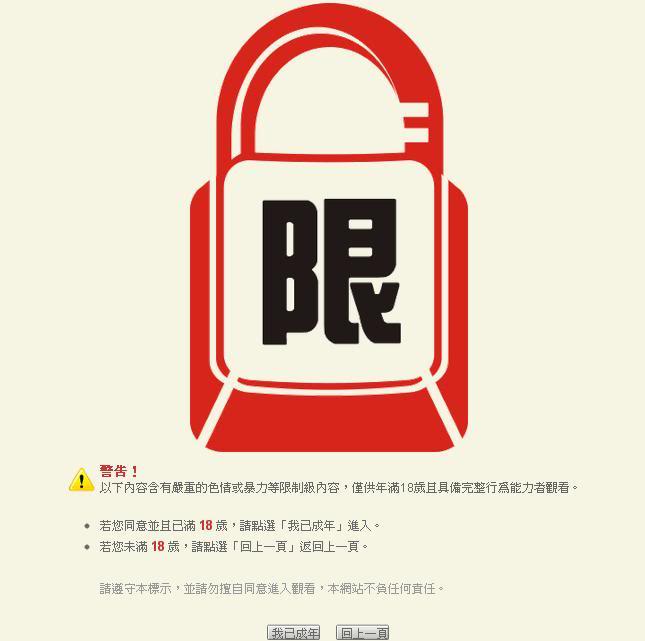 限
警告！
以下內容含有嚴重的色情或暴力等限制級內容，僅供年滿18歲且具備完整行為能力者觀看。
若您同意並且已滿 18 歲，請點選「我已成年」進入。
若您未滿 18 歲，請點選「回上一頁」返回上一頁。
請遵守本標示，並請勿擅自同意進入觀看，本網站不負任何責任。
我已成年 回上一頁